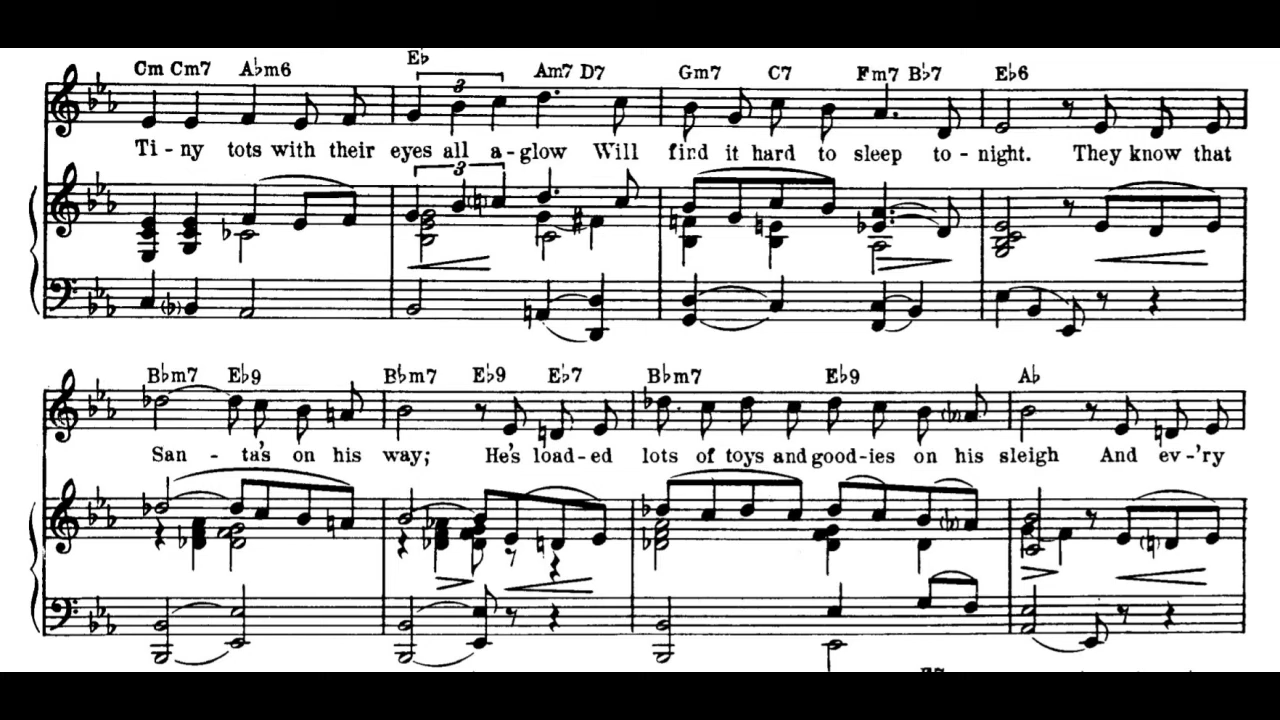 Cm Cm7 A♭m6 E♭ Am7 D7 Gm7 C7 Fm7 B♭7 E♭6
3
Ti - ny tots with their eyes all a-glow Will find it hard to sleep to - night. They know that
3
B♭m7 E♭9 B♭m7 E♭9 E♭7 B♭m7 E♭9 A♭
San - ta's on his way; He's load-ed lots of toys and good-ies on his sleigh And ev-'ry